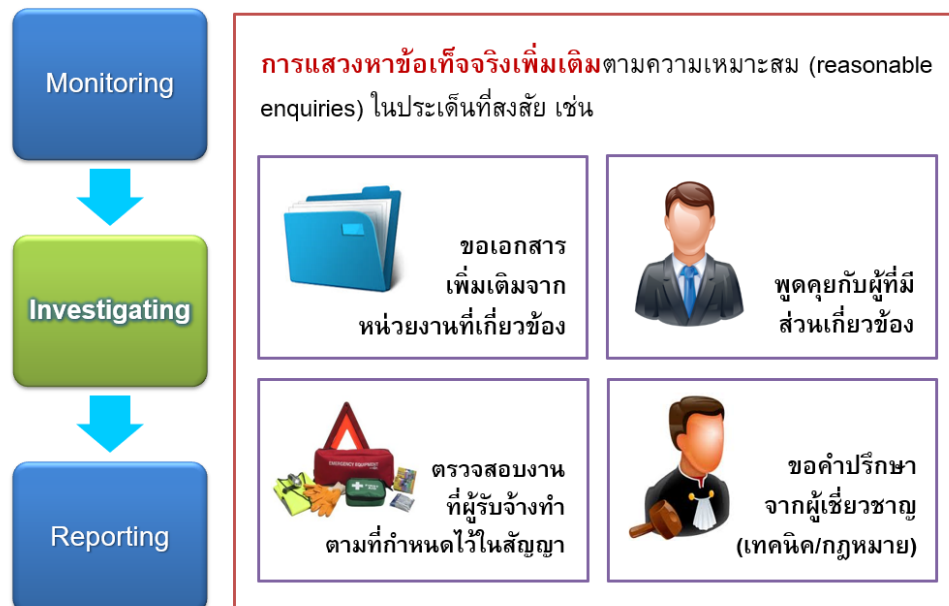 Monitoring
Investigating
Reporting
การแสวงหาข้อเท็จจริงเพิ่มเติมตามความเหมาะสม (reasonable
enquiries) ในประเด็นที่สงสัย เช่น
ขอเอกสาร
เพิ่มเติมจาก
หน่วยงานที่เกี่ยวข้อง
พูดคุยกับผู้ที่มี
ส่วนเกี่ยวข้อง
EMERGENCY EQUIPMENT
ตรวจสอบงาน
ที่ผู้รับจ้างทำ
ตามที่กำหนดไว้ในสัญญา
ขอคำปรึกษา
จากผู้เชี่ยวชาญ
(เทคนิค/กฎหมาย)